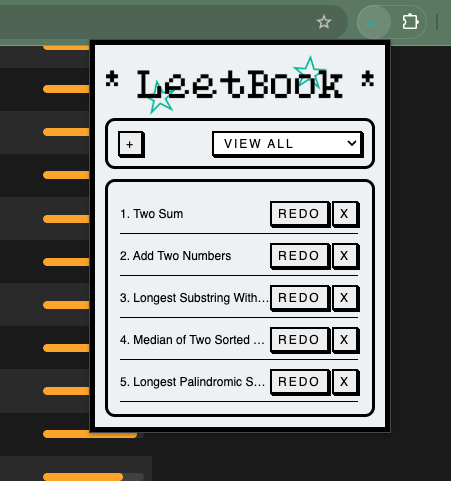 * LeetBook *
+ VIEW ALL
1. Two Sum REDO X
2. Add Two Numbers REDO X
3. Longest Substring With... REDO X
4. Median of Two Sorted ... REDO X
5. Longest Palindromic S... REDO X